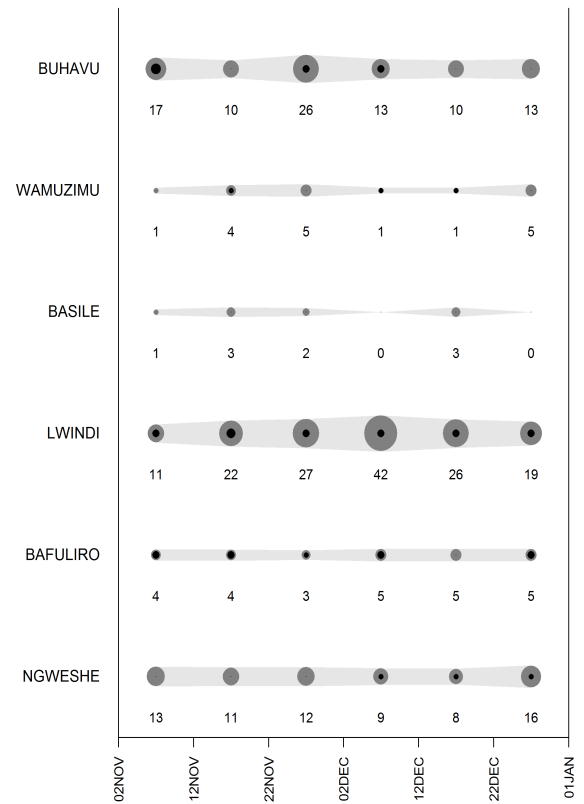 BUHAVU
17 10 26 13 10 13
WAMUZIMU
1 4 5 1 1 5
BASILE
1 3 2 0 3 0
LWINDI
11 22 27 42 26 19
BAFULIRO
4 4 3 5 5 5
NGWESHE
13 11 12 9 8 16
02NOV 12NOV 22NOV 02DEC 12DEC 22DEC 01JAN